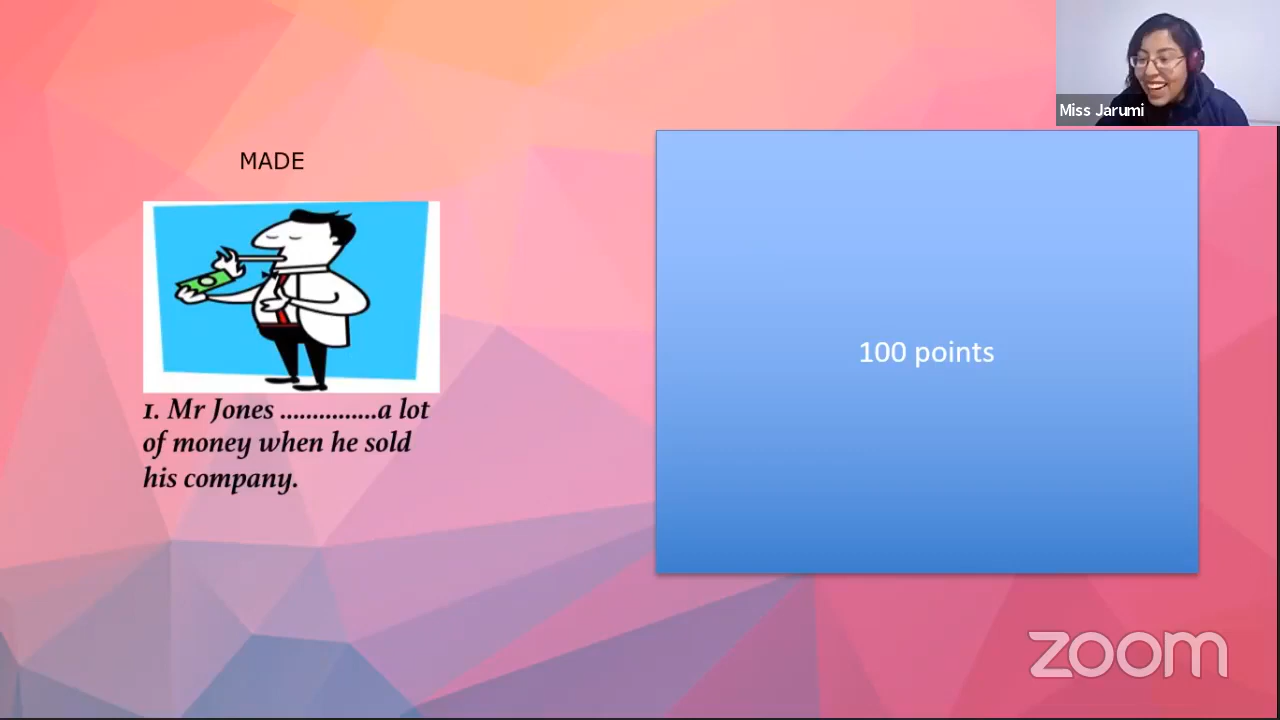 Miss Jarumi
MADE
1. Mr Jones ...............a lot
of money when he sold
his company.
100 points
zoom